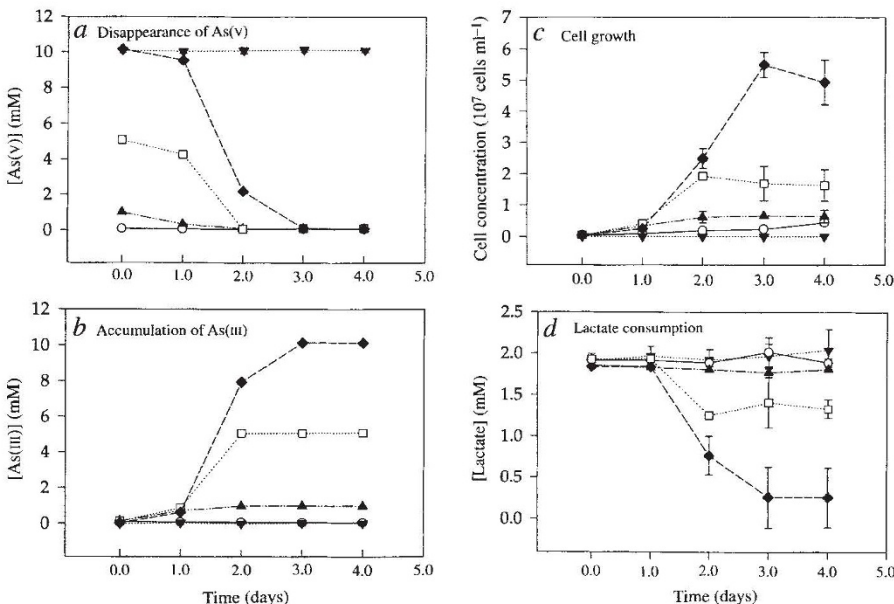 a Disappearance of As(V)
[As(V)] (mM)
12
10
8
6
4
2
0
0.0 1.0 2.0 3.0 4.0 5.0
b Accumulation of As(III)
[As(III)] (mM)
12
10
8
6
4
2
0
0.0 1.0 2.0 3.0 4.0 5.0
Time (days)
c Cell growth
Cell concentration (10⁷ cells ml⁻¹)
7
6
5
4
3
2
1
0
0.0 1.0 2.0 3.0 4.0 5.0
d Lactate consumption
[Lactate] (mM)
2.5
2.0
1.5
1.0
0.5
0.0
0.0 1.0 2.0 3.0 4.0 5.0
Time (days)